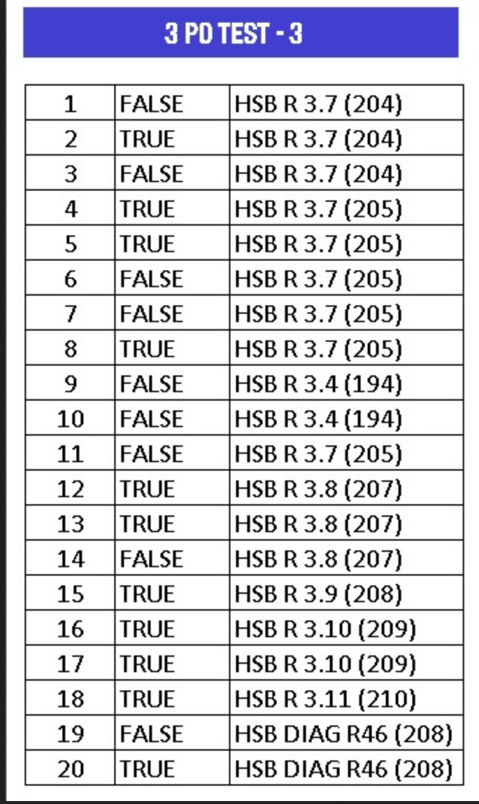 3 PO TEST - 3
1 FALSE HSB R 3.7 (204)
2 TRUE HSB R 3.7 (204)
3 FALSE HSB R 3.7 (204)
4 TRUE HSB R 3.7 (205)
5 TRUE HSB R 3.7 (205)
6 FALSE HSB R 3.7 (205)
7 FALSE HSB R 3.7 (205)
8 TRUE HSB R 3.7 (205)
9 FALSE HSB R 3.4 (194)
10 FALSE HSB R 3.4 (194)
11 FALSE HSB R 3.7 (205)
12 TRUE HSB R 3.8 (207)
13 TRUE HSB R 3.8 (207)
14 FALSE HSB R 3.8 (207)
15 TRUE HSB R 3.9 (208)
16 TRUE HSB R 3.10 (209)
17 TRUE HSB R 3.10 (209)
18 TRUE HSB R 3.11 (210)
19 FALSE HSB DIAG R46 (208)
20 TRUE HSB DIAG R46 (208)